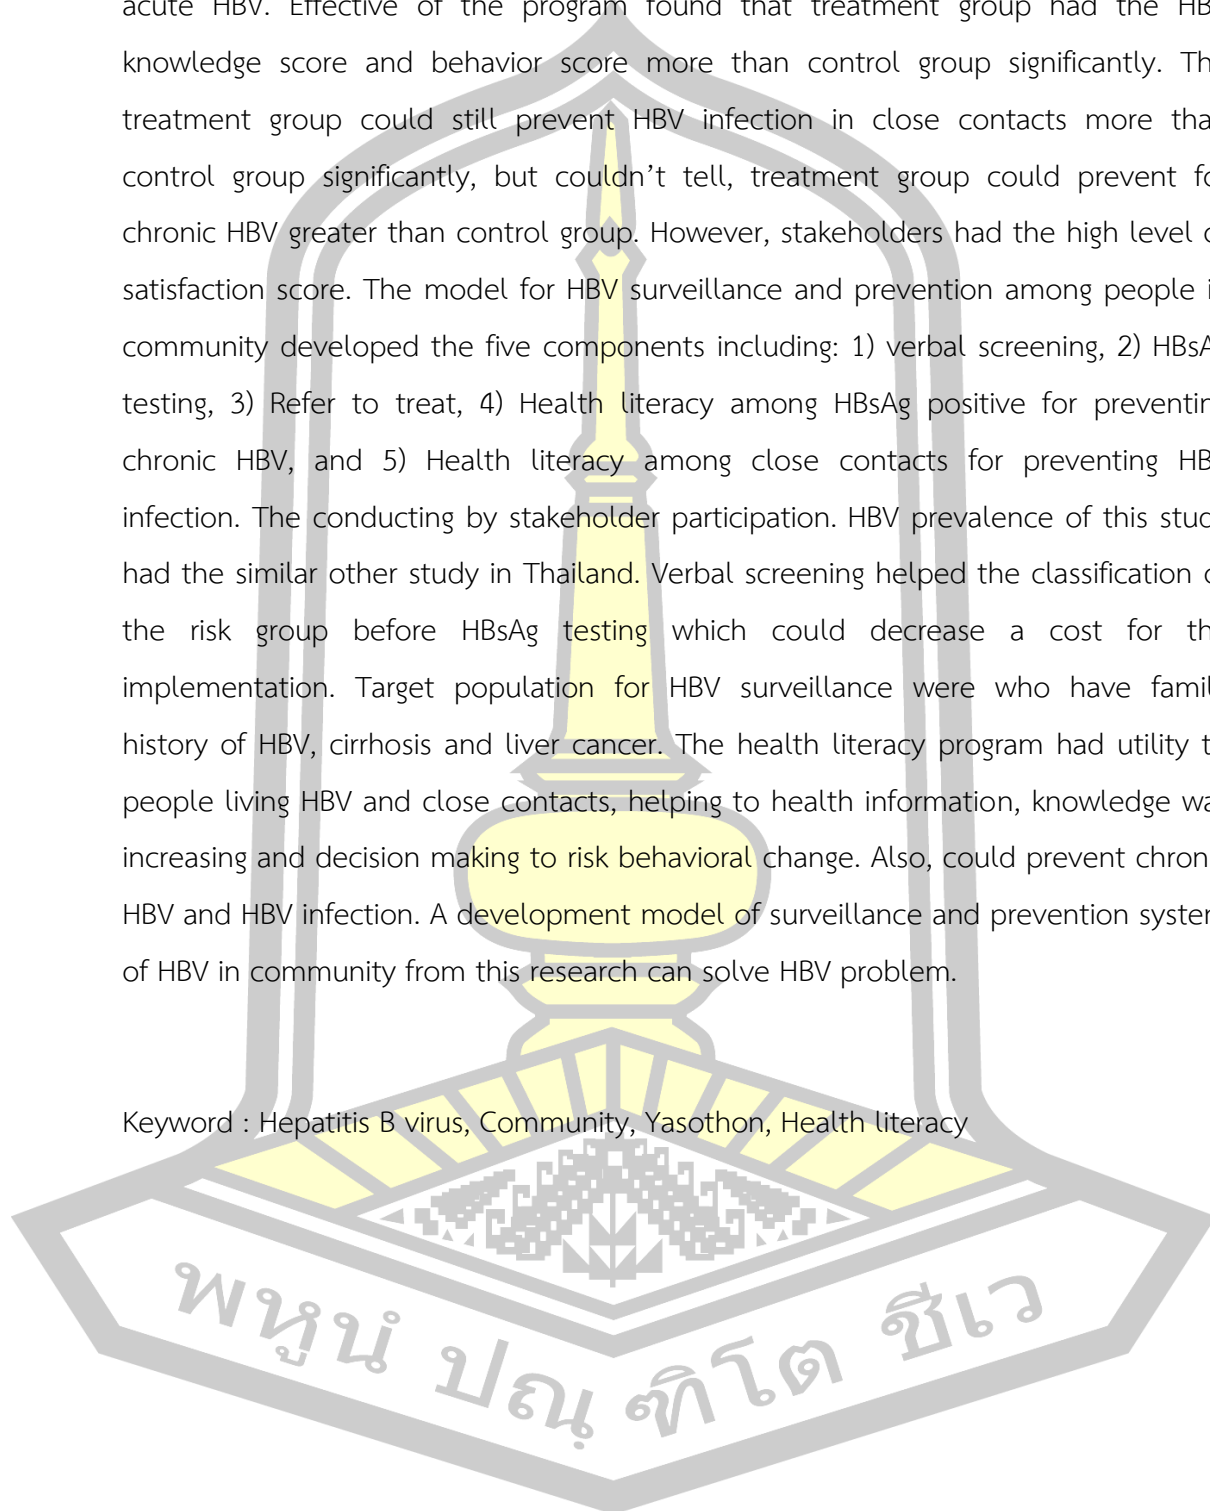 acute HBV. Effective of the program found that treatment group had the HB
knowledge score and behavior score more than control group significantly. Th
treatment group could still prevent HBV infection in close contacts more tha
control group significantly, but couldn't tell, treatment group could prevent fo
chronic HBV greater than control group. However, stakeholders had the high level o
satisfaction score. The model for HBV surveillance and prevention among people i
community developed the five components including: 1) verbal screening, 2) HBsA
testing, 3) Refer to treat, 4) Health literacy among HBsAg positive for preventin
chronic HBV, and 5) Health literacy among close contacts for preventing HB
infection. The conducting by stakeholder participation. HBV prevalence of this stud
had the similar other study in Thailand. Verbal screening helped the classification o
the risk group before HBsAg testing which could decrease a cost for th
implementation. Target population for HBV surveillance were who have famil
history of HBV, cirrhosis and liver cancer. The health literacy program had utility t
people living HBV and close contacts, helping to health information, knowledge wa
increasing and decision making to risk behavioral change. Also, could prevent chron
HBV and HBV infection. A development model of surveillance and prevention system
of HBV in community from this research can solve HBV problem.
Keyword : Hepatitis B virus, Community, Yasothon, Health literacy
พหูนํ ปณฺฑิโต ชีเว